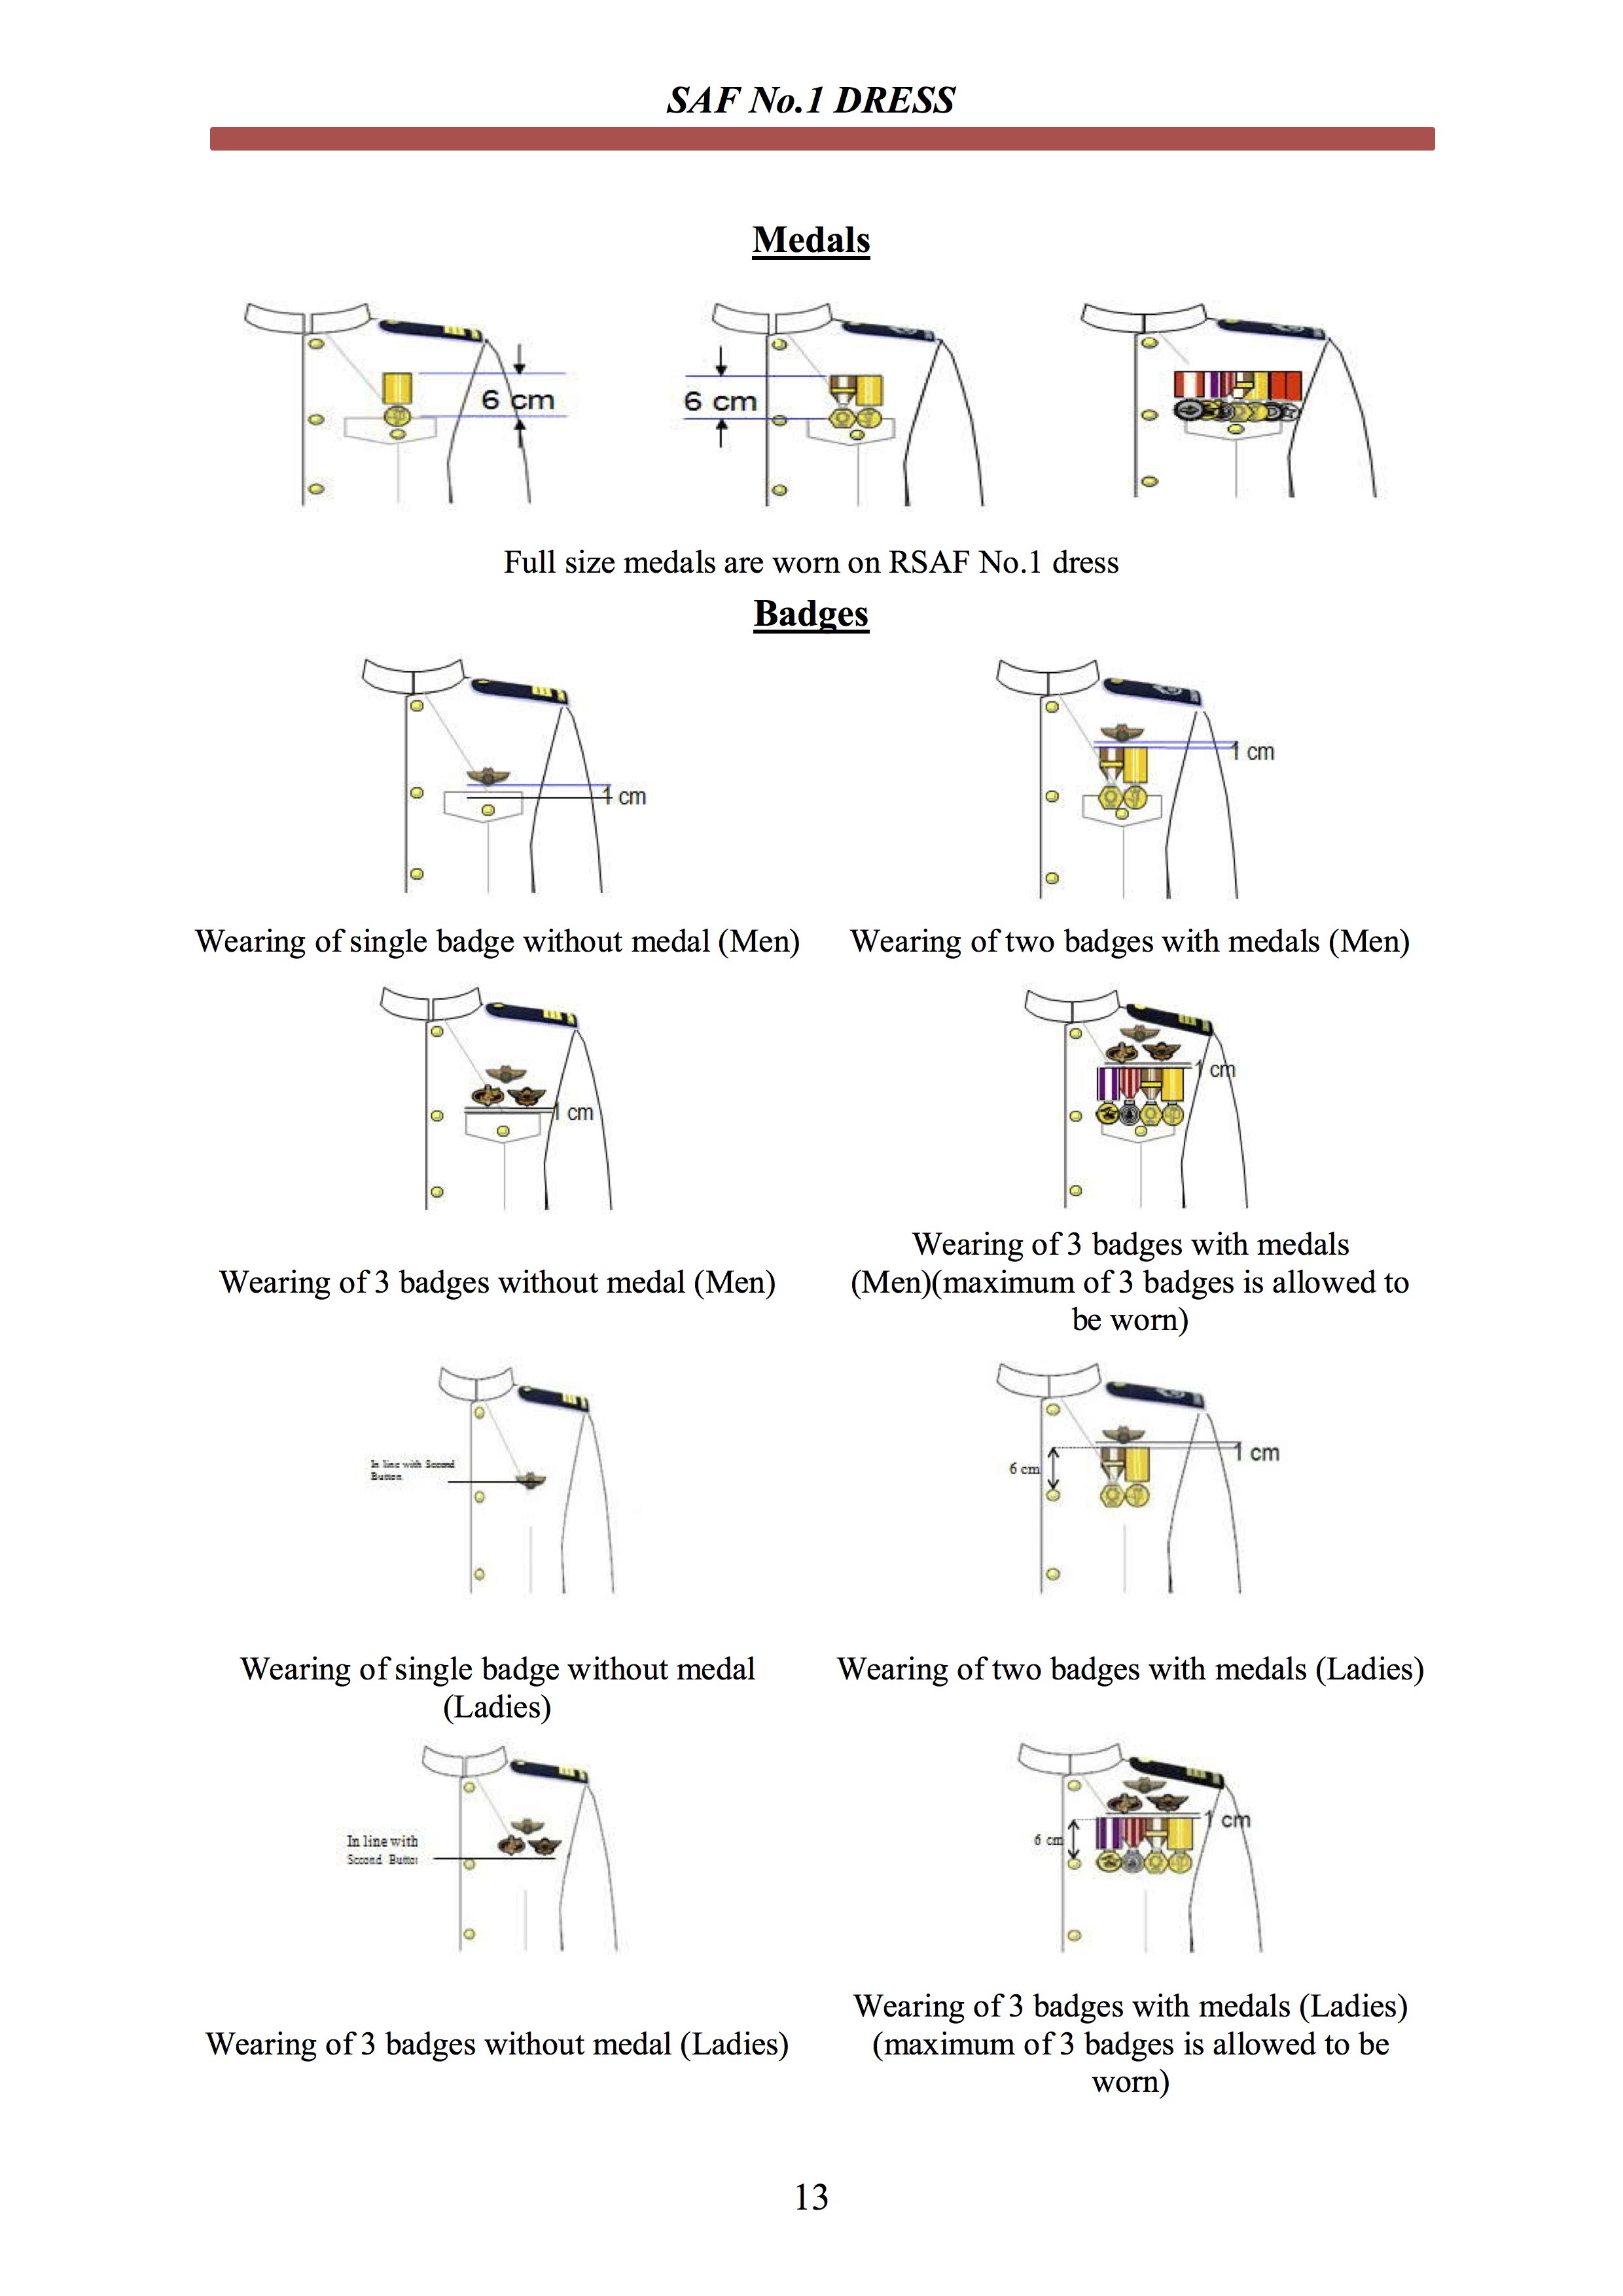 SAF No.1 DRESS
Medals
6 cm
6 cm
Full size medals are worn on RSAF No.1 dress
Badges
1 cm
1 cm
Wearing of single badge without medal (Men)
Wearing of two badges with medals (Men)
1 cm
1 cm
Wearing of 3 badges without medal (Men)
Wearing of 3 badges with medals
(Men)(maximum of 3 badges is allowed to
be worn)
In line with Second
Button
6 cm
1 cm
Wearing of single badge without medal
(Ladies)
Wearing of two badges with medals (Ladies)
In line with
Second Buttor
6 cm
1 cm
Wearing of 3 badges without medal (Ladies)
Wearing of 3 badges with medals (Ladies)
(maximum of 3 badges is allowed to be
worn)
13